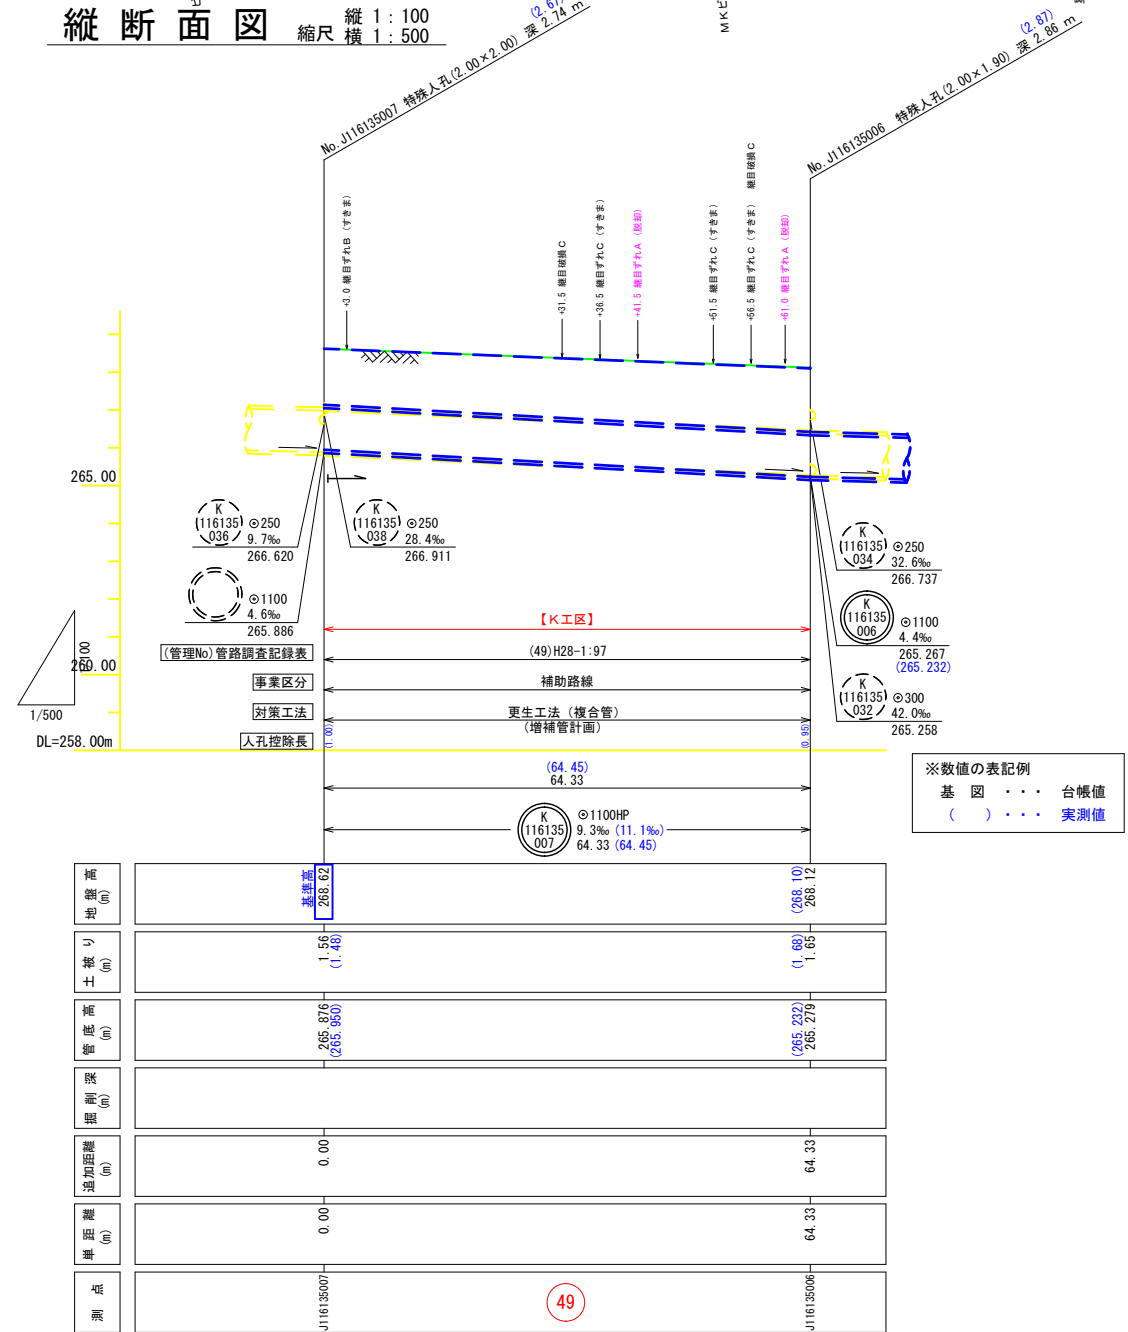 縦断面図 縮尺 縦 1：100 横 1：500
(2.67)
No.J116135007 特殊人孔(2.00×2.00) 深 2.74 m
ＭＫビ
(2.87)
No.J116135006 特殊人孔(2.00×1.90) 深 2.86 m
+3.0 継目ずれＢ (すきま)
+31.5 継目破損Ｃ
+36.5 継目ずれＣ (すきま)
+41.5 継目ずれＡ (脱却)
+51.5 継目ずれＣ (すきま)
+56.5 継目ずれＣ (すきま) 継目破損Ｃ
+61.0 継目ずれＡ (脱却)
265.00
K 116135 036 ⊙250 9.7‰ 266.620
K 116135 038 ⊙250 28.4‰ 266.911
⊙1100 4.6‰ 265.886
K 116135 034 ⊙250 32.6‰ 266.737
K 116135 006 ⊙1100 4.4‰ 265.267 (265.232)
K 116135 032 ⊙300 42.0‰ 265.258
260.00
1/100
1/500
DL=258.00m
【Ｋ工区】
(管理No)管路調査記録表 (49)H28-1:97
事業区分 補助路線
対策工法 更生工法（複合管）
(増補管計画)
人孔控除長 (1.00) (0.95)
(64.45)
64.33
K 116135 007 ⊙1100HP 9.3‰ (11.1‰) 64.33 (64.45)
※数値の表記例
基 図 ・・・ 台帳値
（ ）・・・ 実測値
地盤高 (m) 基準高 268.62 (268.10) 268.12
土被り (m) 1.56 (1.48) (1.68) 1.65
管底高 (m) 265.876 (265.950) (265.232) 265.279
掘削深 (m)
追加距離 (m) 0.00 64.33
単距離 (m) 0.00 64.33
測点 J116135007 49 J116135006